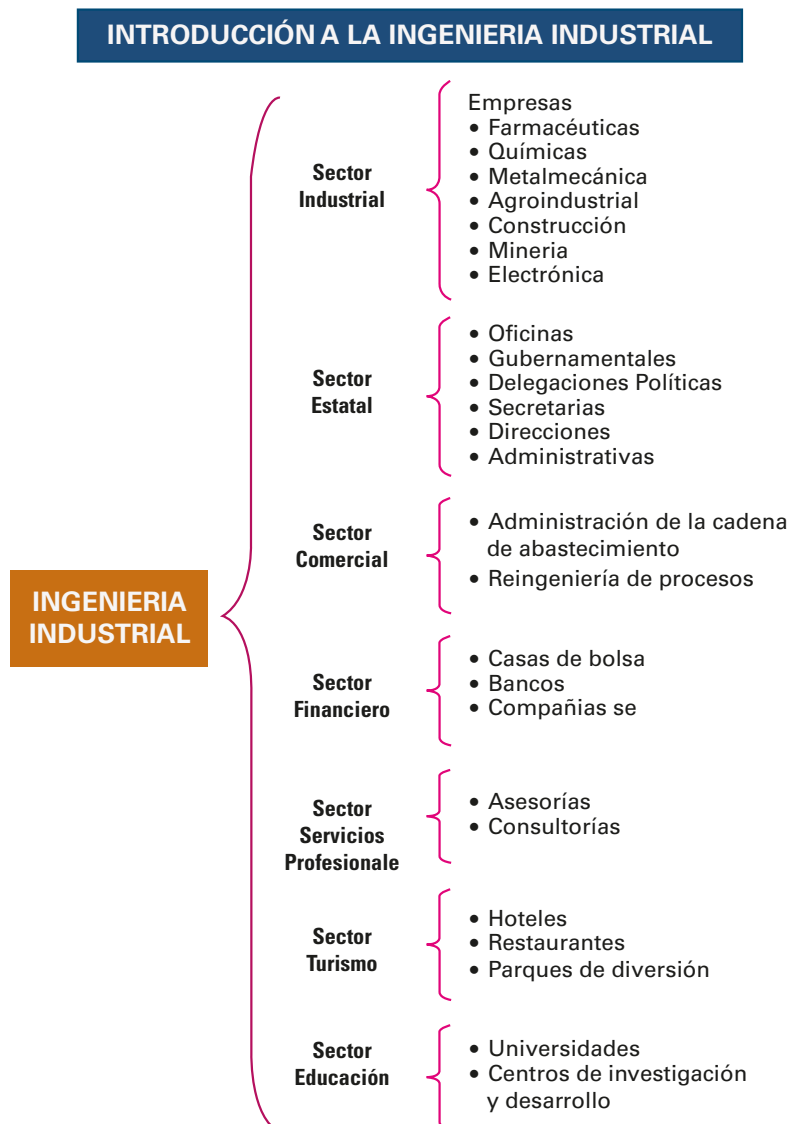 INTRODUCCIÓN A LA INGENIERIA INDUSTRIAL
INGENIERIA
INDUSTRIAL
Sector
Industrial
Empresas
• Farmacéuticas
• Químicas
• Metalmecánica
• Agroindustrial
• Construcción
• Mineria
• Electrónica
Sector
Estatal
• Oficinas
• Gubernamentales
• Delegaciones Políticas
• Secretarias
• Direcciones
• Administrativas
Sector
Comercial
• Administración de la cadena
de abastecimiento
• Reingeniería de procesos
Sector
Financiero
• Casas de bolsa
• Bancos
• Compañias se
Sector
Servicios
Profesionale
• Asesorías
• Consultorías
Sector
Turismo
• Hoteles
• Restaurantes
• Parques de diversión
Sector
Educación
• Universidades
• Centros de investigación
y desarrollo